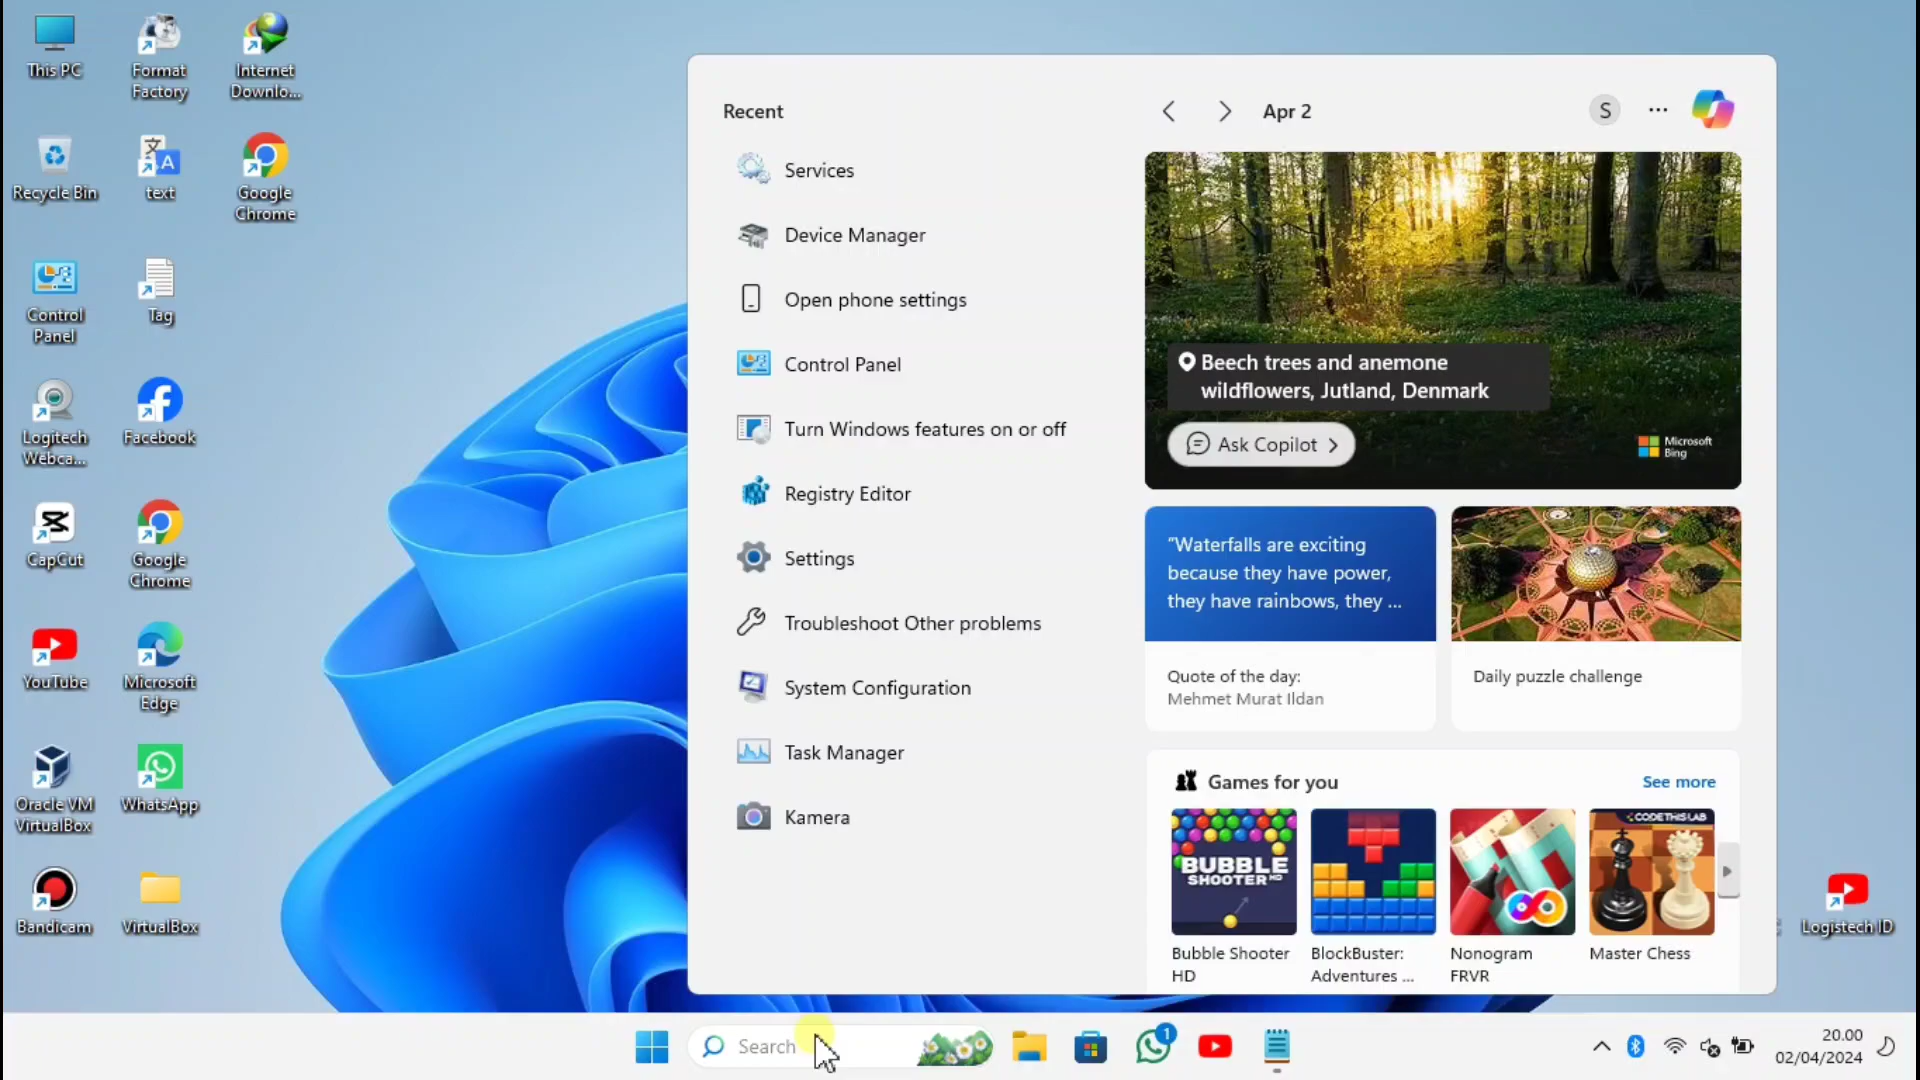 This PC
Format
Factory
Internet
Downlo...
Recycle Bin
text
Google
Chrome
Control
Panel
Tag
Logitech
Webca...
Facebook
CapCut
Google
Chrome
YouTube
Microsoft
Edge
Oracle VM
VirtualBox
WhatsApp
Bandicam
VirtualBox
Recent
Services
Device Manager
Open phone settings
Control Panel
Turn Windows features on or off
Registry Editor
Settings
Troubleshoot Other problems
System Configuration
Task Manager
Kamera
Apr 2
S
Beech trees and anemone
wildflowers, Jutland, Denmark
Ask Copilot
Microsoft
Bing
"Waterfalls are exciting
because they have power,
they have rainbows, they ...
Quote of the day:
Mehmet Murat Ildan
Daily puzzle challenge
Games for you
See more
BUBBLE
SHOOTER HD
CODETHISLAB
Bubble Shooter
HD
BlockBuster:
Adventures ...
Nonogram
FRVR
Master Chess
Logistech ID
Search
1
20.00
02/04/2024